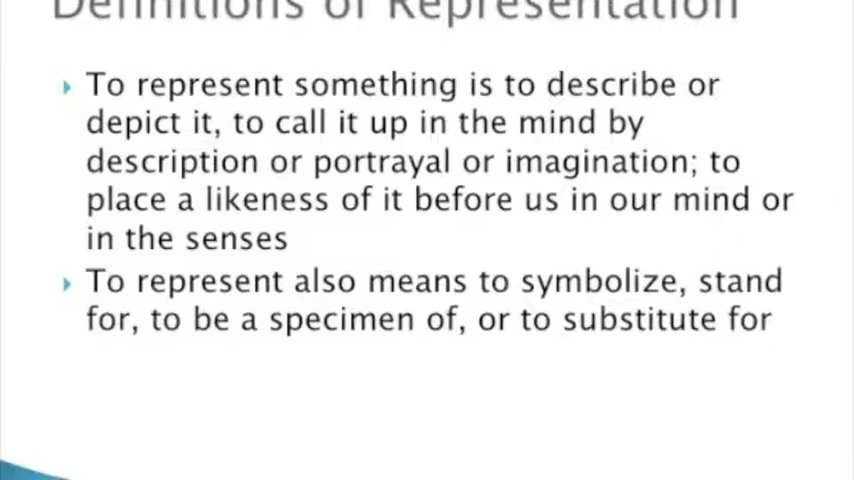 Definitions of Representation
To represent something is to describe or
depict it, to call it up in the mind by
description or portrayal or imagination; to
place a likeness of it before us in our mind or
in the senses
To represent also means to symbolize, stand
for, to be a specimen of, or to substitute for